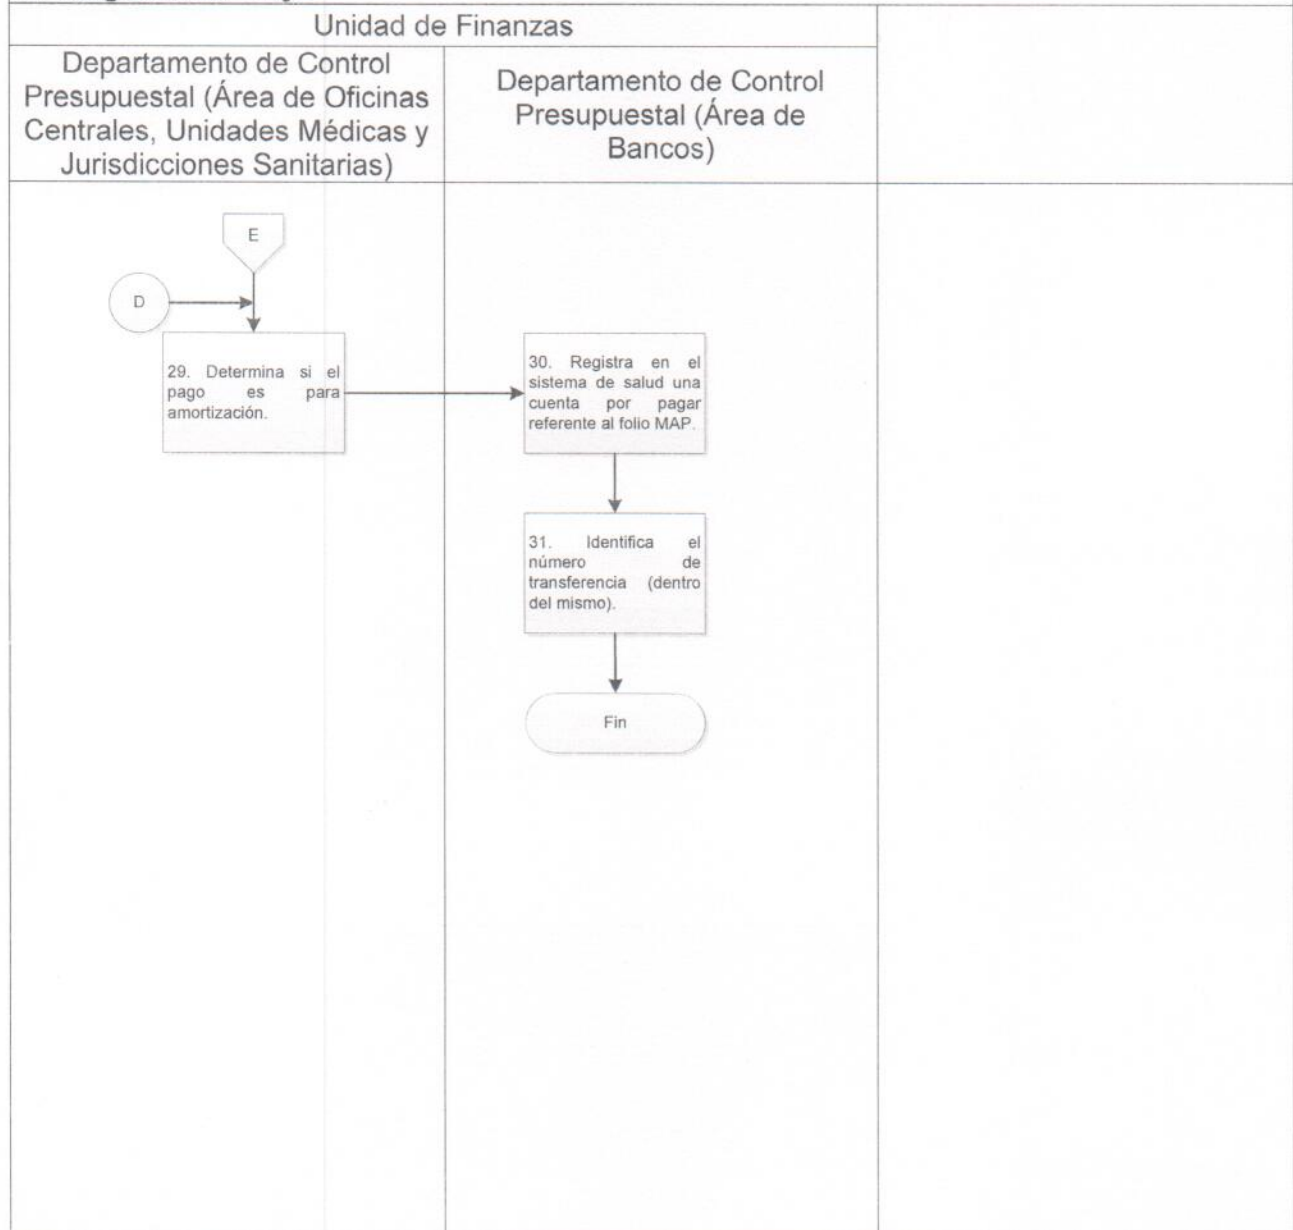 Unidad de Finanzas
Departamento de Control
Presupuestal (Área de Oficinas
Centrales, Unidades Médicas y
Jurisdicciones Sanitarias)
Departamento de Control
Presupuestal (Área de
Bancos)
E
D
29. Determina si el
pago es para
amortización.
30. Registra en el
sistema de salud una
cuenta por pagar
referente al folio MAP.
31. Identifica el
número de
transferencia (dentro
del mismo).
Fin